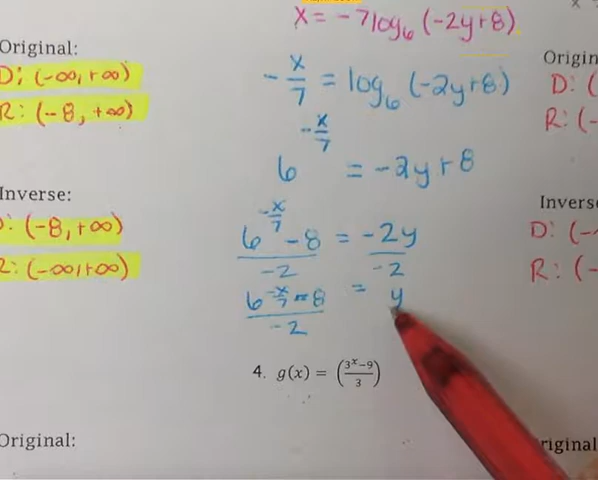 x = -7log₆(-2y+8)
Original:
D: (-∞,+∞)
R: (-8,+∞)
-x/7 = log₆(-2y+8)
Origin
D: (
R: (-
6^(-x/7) = -2y+8
Inverse:
D: (-8,+∞)
R: (-∞,+∞)
(6^(-x/7) - 8)/-2 = -2y/-2
Inverse
D: (-
R: (-
(6^(-x/7) - 8)/-2 = y
4. g(x) = ((3^x−9)/3)
Original:
riginal